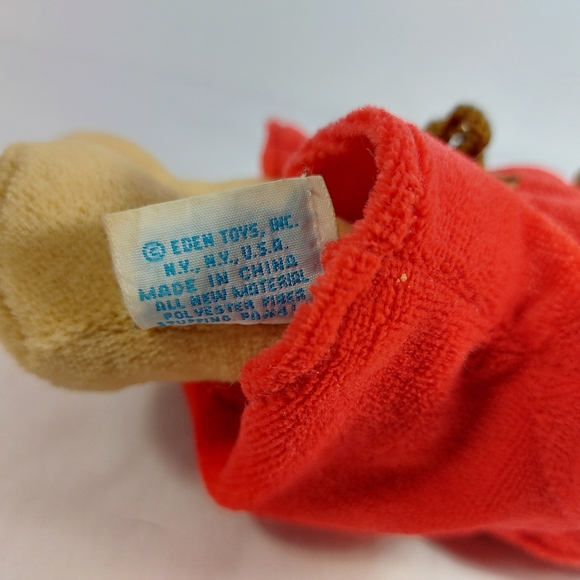 © EDEN TOYS, INC.
N.Y., N.Y., U.S.A.
MADE IN CHINA
ALL NEW MATERIAL
POLYESTER FIBER
STUFFING